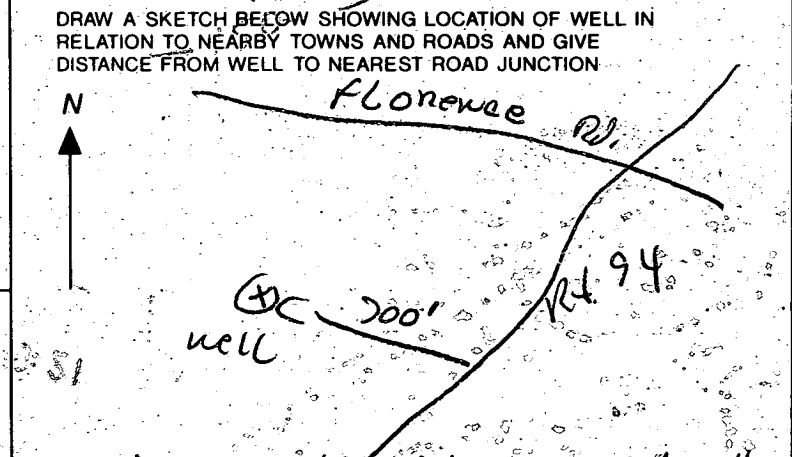 DRAW A SKETCH BELOW SHOWING LOCATION OF WELL IN
RELATION TO NEARBY TOWNS AND ROADS AND GIVE
DISTANCE FROM WELL TO NEAREST ROAD JUNCTION
N
Florence Rd.
Rt. 94
200'
well